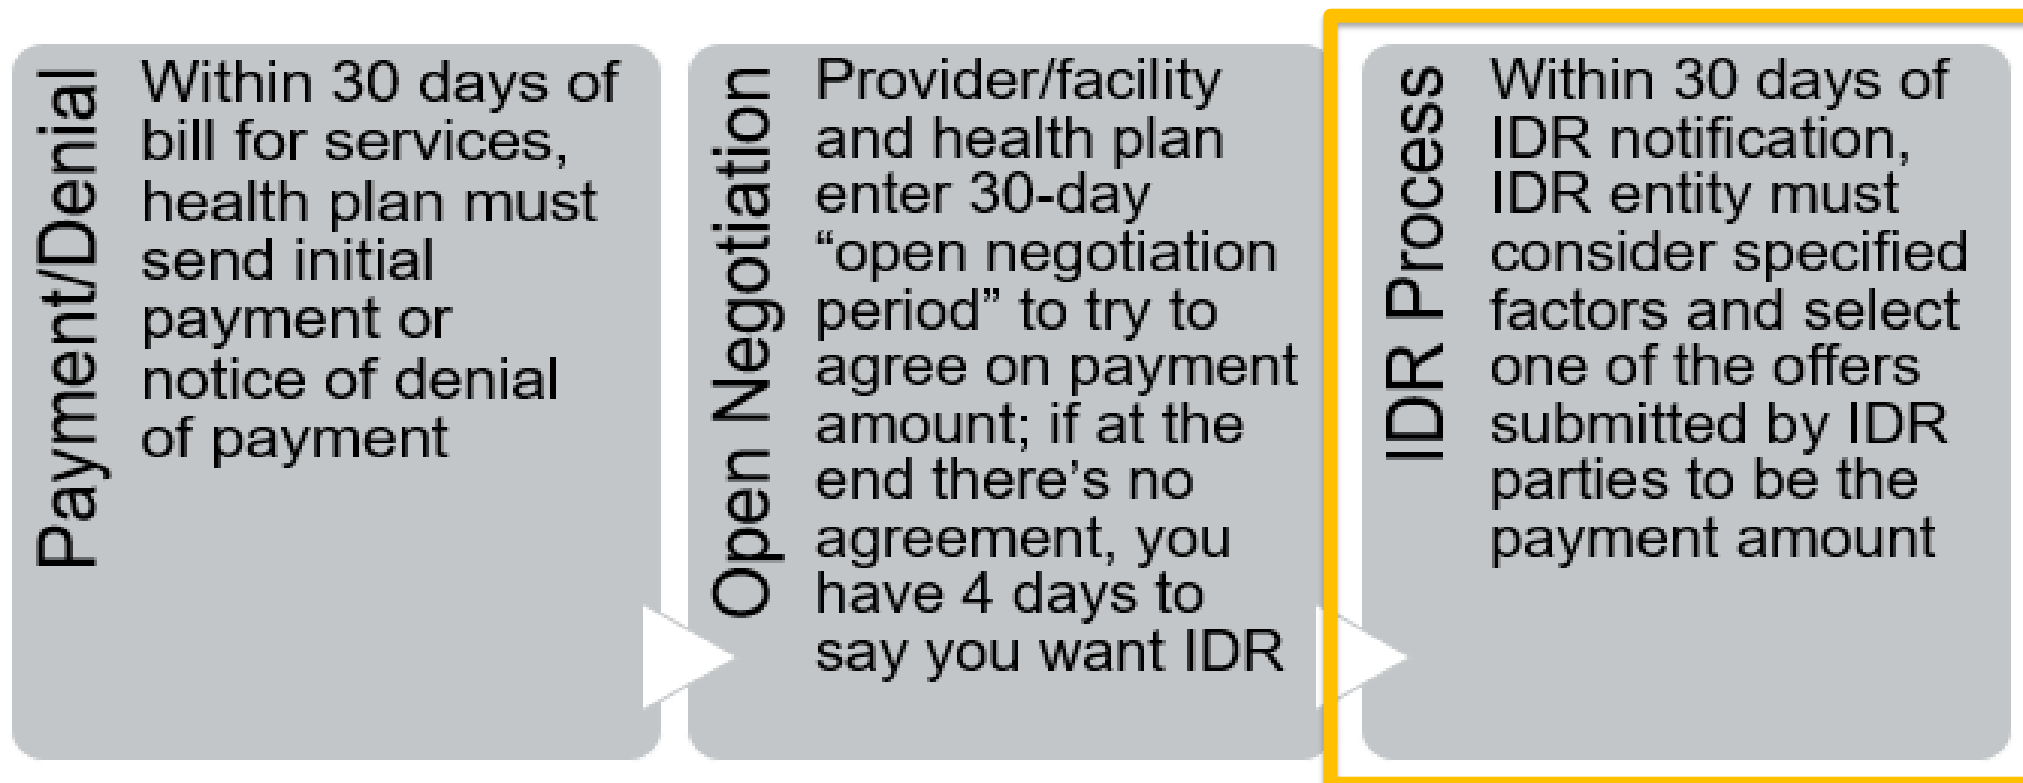 Payment/Denial
Within 30 days of
bill for services,
health plan must
send initial
payment or
notice of denial
of payment
Open Negotiation
Provider/facility
and health plan
enter 30-day
“open negotiation
period” to try to
agree on payment
amount; if at the
end there’s no
agreement, you
have 4 days to
say you want IDR
IDR Process
Within 30 days of
IDR notification,
IDR entity must
consider specified
factors and select
one of the offers
submitted by IDR
parties to be the
payment amount